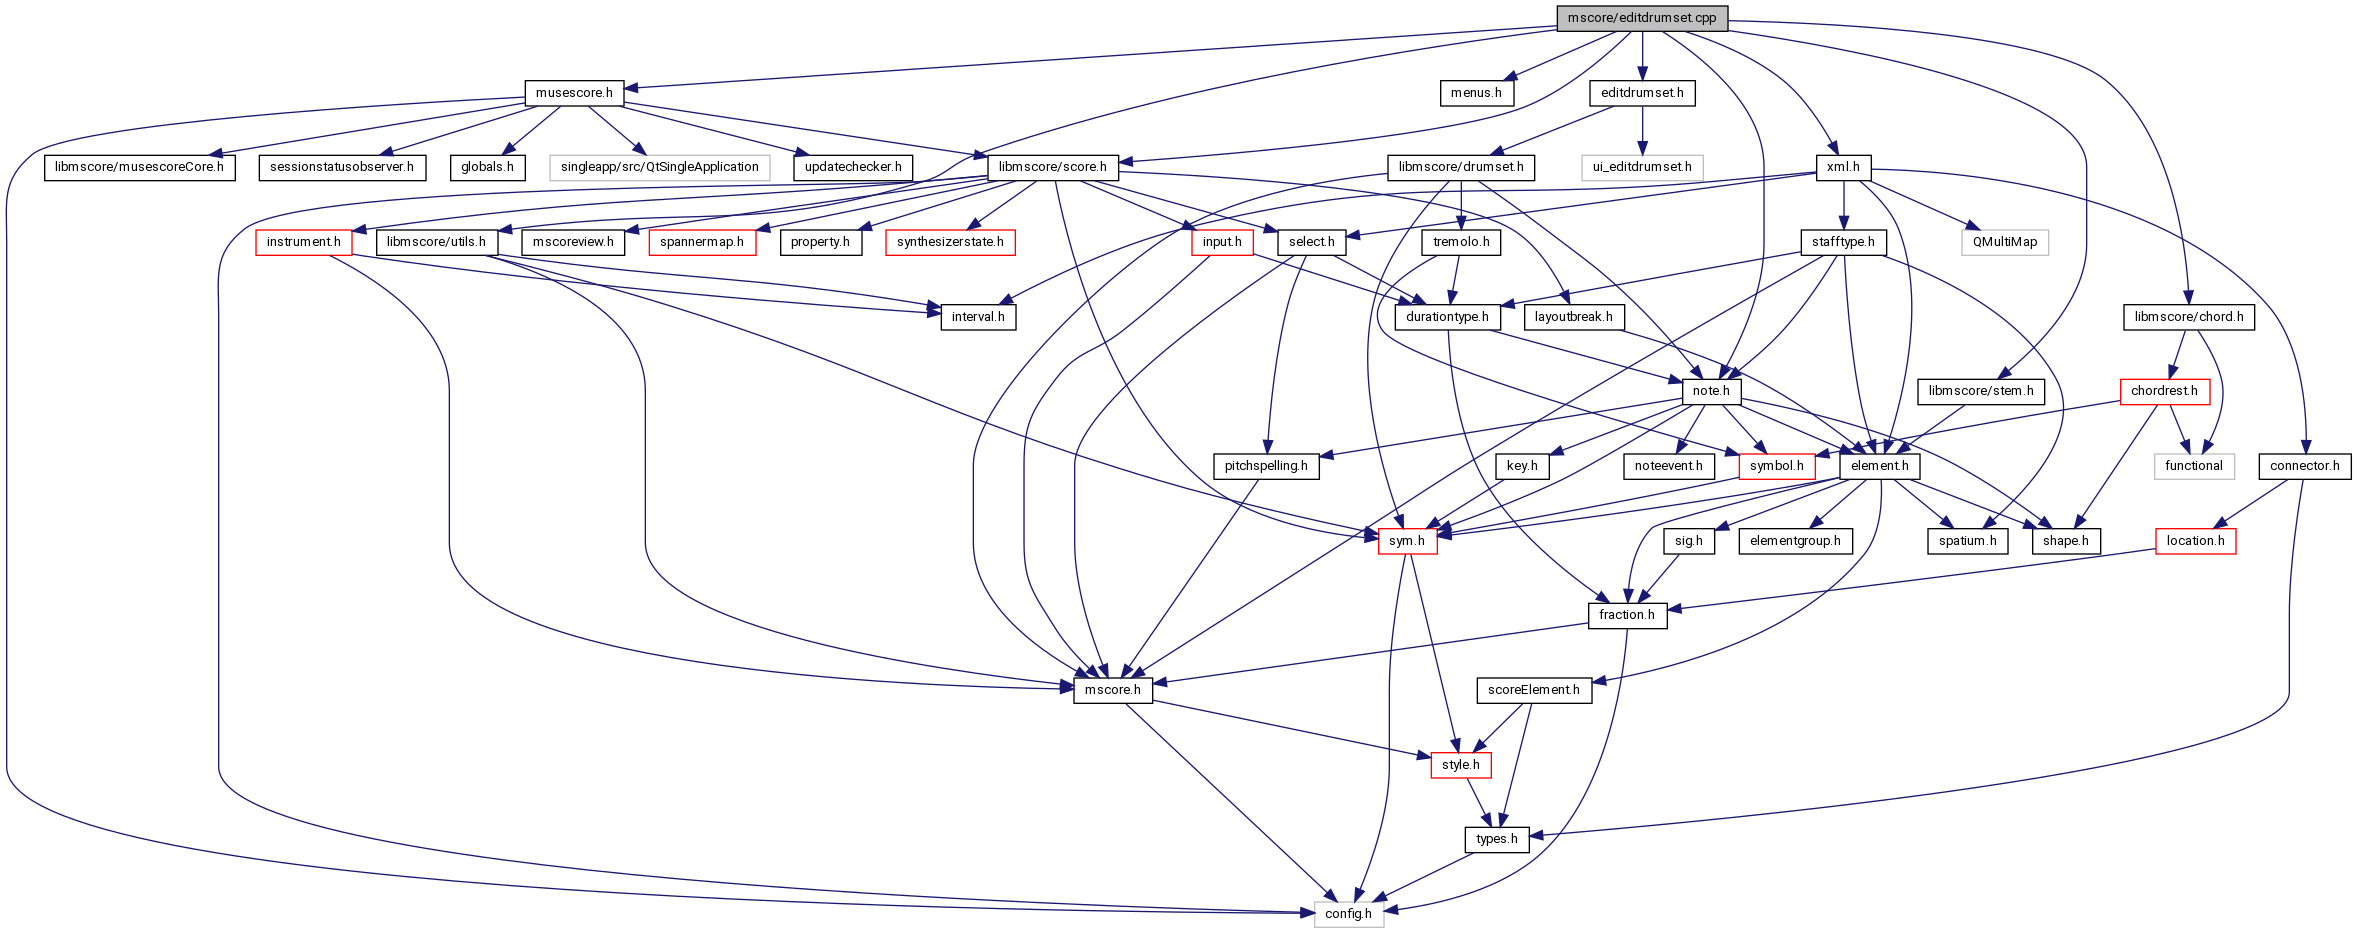 mscore/editdrumset.cpp
musescore.h
menus.h
editdrumset.h
libmscore/musescoreCore.h
sessionstatusobserver.h
globals.h
singleapp/src/QtSingleApplication
updatechecker.h
libmscore/score.h
libmscore/drumset.h
ui_editdrumset.h
xml.h
instrument.h
libmscore/utils.h
mscoreview.h
spannermap.h
property.h
synthesizerstate.h
input.h
select.h
tremolo.h
stafftype.h
QMultiMap
interval.h
durationtype.h
layoutbreak.h
libmscore/chord.h
note.h
libmscore/stem.h
chordrest.h
pitchspelling.h
key.h
noteevent.h
symbol.h
element.h
functional
connector.h
sym.h
sig.h
elementgroup.h
spatium.h
shape.h
location.h
fraction.h
mscore.h
scoreElement.h
style.h
types.h
config.h